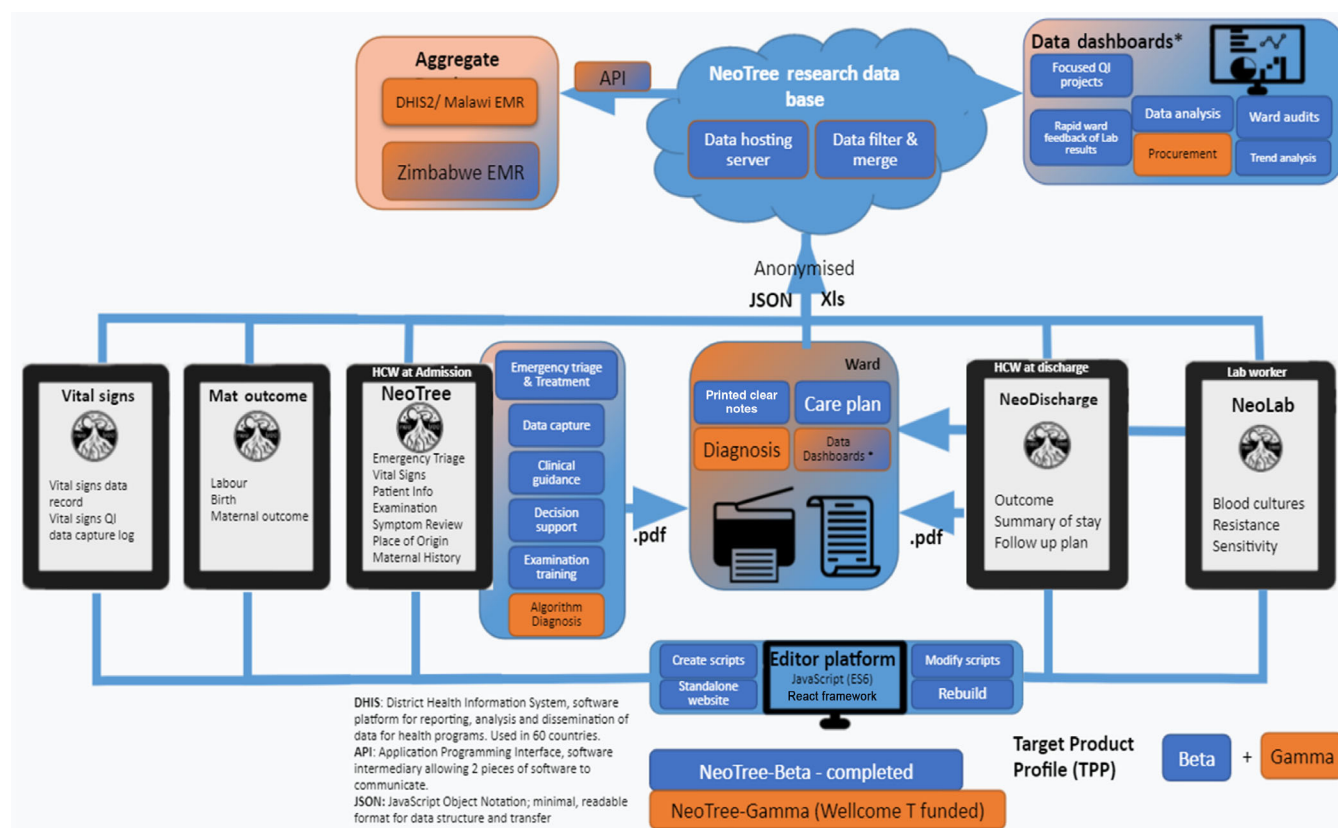 Aggregate
DHIS2/ Malawi EMR
Zimbabwe EMR
API
NeoTree research data
base
Data hosting
server
Data filter &
merge
Data dashboards*
Focused QI
projects
Rapid ward
feedback of Lab
results
Data analysis
Procurement
Ward audits
Trend analysis
Anonymised
JSON Xls
Vital signs
Vital signs data
record
Vital signs QI
data capture log
Mat outcome
Labour
Birth
Maternal outcome
HCW at Admission
NeoTree
Emergency Triage
Vital Signs
Patient Info
Examination
Symptom Review
Place of Origin
Maternal History
Emergency triage
& Treatment
Data capture
Clinical
guidance
Decision
support
Examination
training
Algorithm
Diagnosis
.pdf
Ward
Printed clear
notes
Care plan
Diagnosis
Data
Dashboards *
.pdf
HCW at discharge
NeoDischarge
Outcome
Summary of stay
Follow up plan
Lab worker
NeoLab
Blood cultures
Resistance
Sensitivity
Create scripts
Standalone
website
Editor platform
JavaScript (ES6)
React framework
Modify scripts
Rebuild
DHIS: District Health Information System, software
platform for reporting, analysis and dissemination of
data for health programs. Used in 60 countries.
API: Application Programming Interface, software
intermediary allowing 2 pieces of software to
communicate.
JSON: JavaScript Object Notation; minimal, readable
format for data structure and transfer
NeoTree-Beta - completed
NeoTree-Gamma (Wellcome T funded)
Target Product
Profile (TPP)
Beta + Gamma